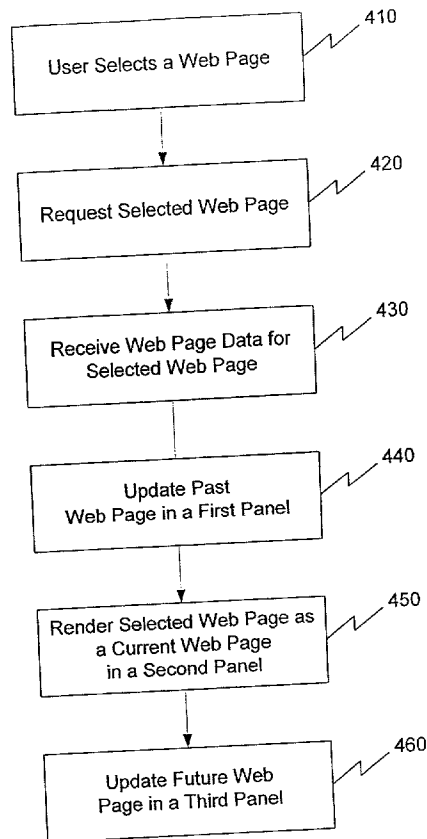 410
User Selects a Web Page
420
Request Selected Web Page
430
Receive Web Page Data for
Selected Web Page
440
Update Past
Web Page in a First Panel
450
Render Selected Web Page as
a Current Web Page
in a Second Panel
460
Update Future Web
Page in a Third Panel